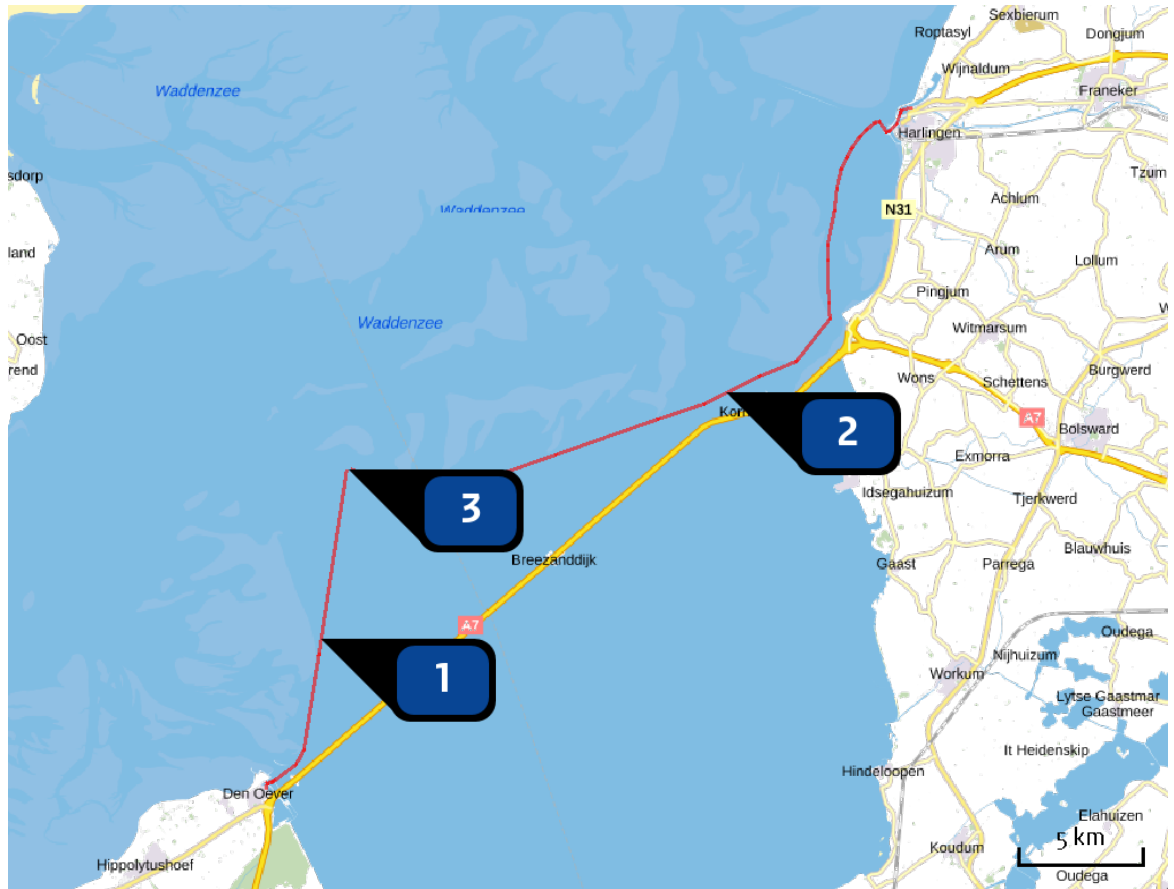 Sexbierum
Roptasyl
Dongjum
Wijnaldum
Waddenzee
Franeker
Harlingen
Tzum
sdorp
Achlum
N31
Waddenzee
land
Arum
Lollum
Pingjum
Waddenzee
Witmarsum
W
Oost
rend
Burgwerd
Wons
Schettens
Korn
A7
Bolsward
2
Exmorra
Idsegahuizum
Tjerkwerd
3
Blauwhuis
Breezanddijk
Gaast
Parrega
A7
Oudega
Nijhuizum
1
Workum
Lytse Gaastmar
Gaastmeer
It Heidenskip
Hindeloopen
Den Oever
Elahuizen
5 km
Koudum
Hippolytushoef
Oudega